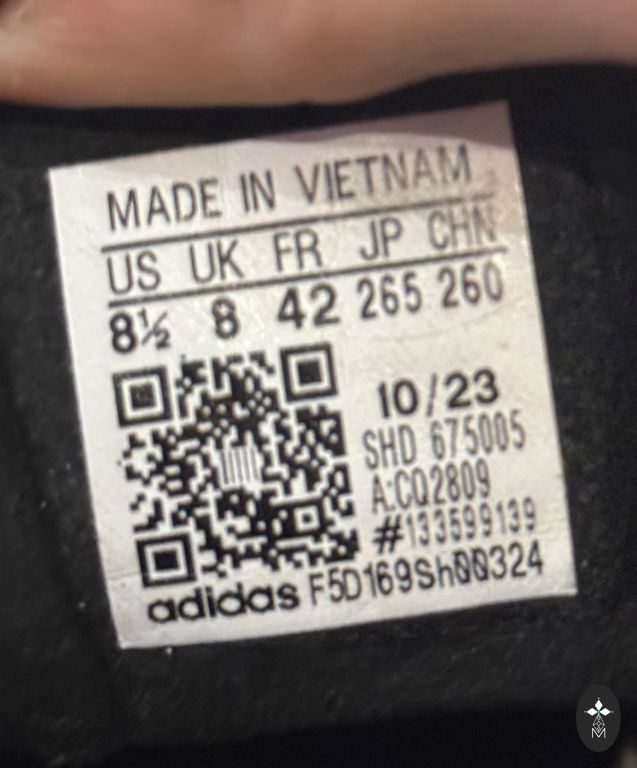 MADE IN VIETNAM
US UK FR JP CHN
8½ 8 42 265 260
10/23
SHD 675005
A:CQ2809
#133599139
adidas F5D169Sh00324
M